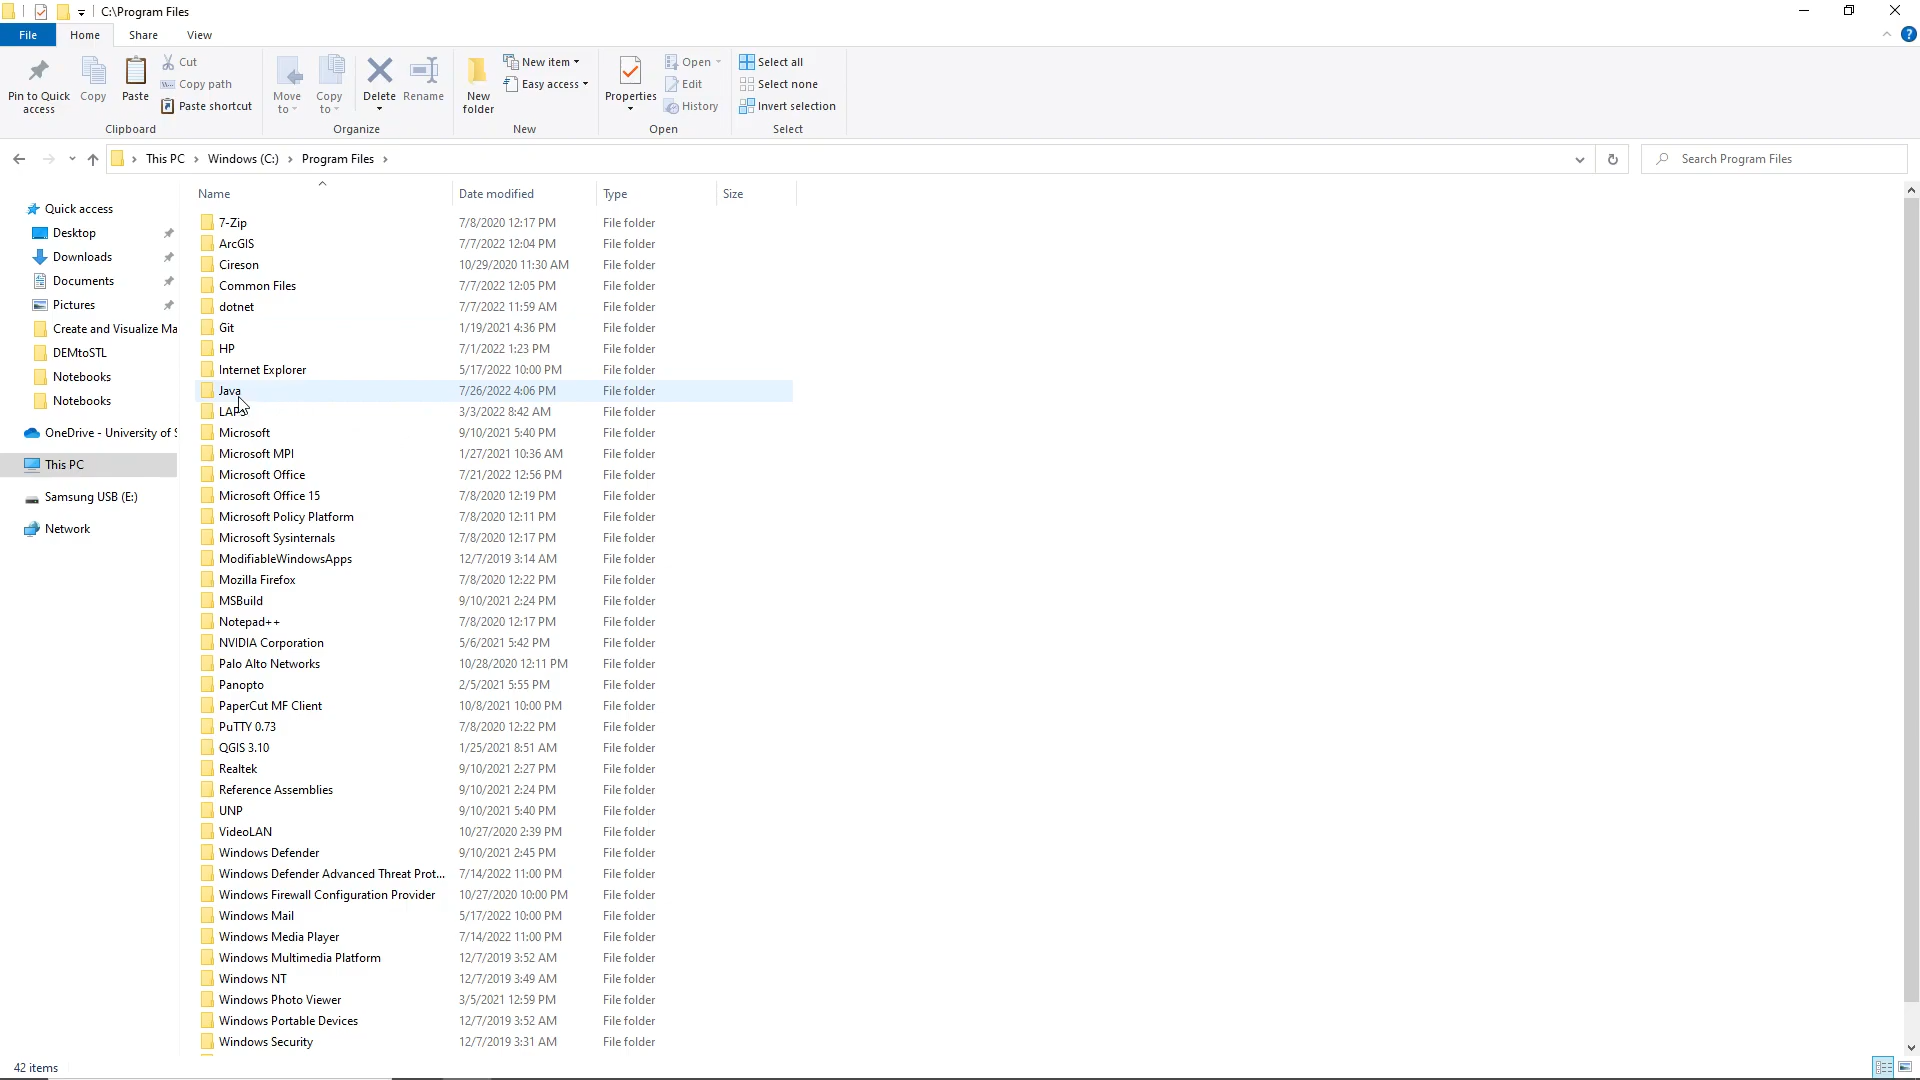 C:\Program Files
File Home Share View
Pin to Quick access
Copy
Paste
Cut
Copy path
Paste shortcut
Clipboard
Move to
Copy to
Delete
Rename
Organize
New folder
New item
Easy access
New
Properties
Open
Edit
History
Open
Select all
Select none
Invert selection
Select
This PC Windows (C:) Program Files
Search Program Files
Quick access
Desktop
Downloads
Documents
Pictures
Create and Visualize Ma
DEMtoSTL
Notebooks
Notebooks
OneDrive - University of S
This PC
Samsung USB (E:)
Network
Name Date modified Type Size
7-Zip 7/8/2020 12:17 PM File folder
ArcGIS 7/7/2022 12:04 PM File folder
Cireson 10/29/2020 11:30 AM File folder
Common Files 7/7/2022 12:05 PM File folder
dotnet 7/7/2022 11:59 AM File folder
Git 1/19/2021 4:36 PM File folder
HP 7/1/2022 1:23 PM File folder
Internet Explorer 5/17/2022 10:00 PM File folder
Java 7/26/2022 4:06 PM File folder
LAPS 3/3/2022 8:42 AM File folder
Microsoft 9/10/2021 5:40 PM File folder
Microsoft MPI 1/27/2021 10:36 AM File folder
Microsoft Office 7/21/2022 12:56 PM File folder
Microsoft Office 15 7/8/2020 12:19 PM File folder
Microsoft Policy Platform 7/8/2020 12:11 PM File folder
Microsoft Sysinternals 7/8/2020 12:17 PM File folder
ModifiableWindowsApps 12/7/2019 3:14 AM File folder
Mozilla Firefox 7/8/2020 12:22 PM File folder
MSBuild 9/10/2021 2:24 PM File folder
Notepad++ 7/8/2020 12:17 PM File folder
NVIDIA Corporation 5/6/2021 5:42 PM File folder
Palo Alto Networks 10/28/2020 12:11 PM File folder
Panopto 2/5/2021 5:55 PM File folder
PaperCut MF Client 10/8/2021 10:00 PM File folder
PuTTY 0.73 7/8/2020 12:22 PM File folder
QGIS 3.10 1/25/2021 8:51 AM File folder
Realtek 9/10/2021 2:27 PM File folder
Reference Assemblies 9/10/2021 2:24 PM File folder
UNP 9/10/2021 5:40 PM File folder
VideoLAN 10/27/2020 2:39 PM File folder
Windows Defender 9/10/2021 2:45 PM File folder
Windows Defender Advanced Threat Prot... 7/14/2022 11:00 PM File folder
Windows Firewall Configuration Provider 10/27/2020 10:00 PM File folder
Windows Mail 5/17/2022 10:00 PM File folder
Windows Media Player 7/14/2022 11:00 PM File folder
Windows Multimedia Platform 12/7/2019 3:52 AM File folder
Windows NT 12/7/2019 3:49 AM File folder
Windows Photo Viewer 3/5/2021 12:59 PM File folder
Windows Portable Devices 12/7/2019 3:52 AM File folder
Windows Security 12/7/2019 3:31 AM File folder
42 items